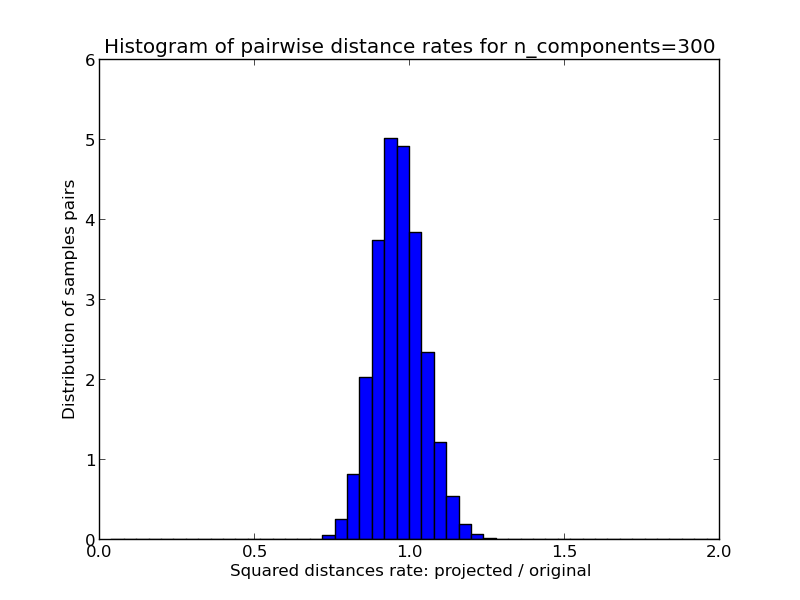 Histogram of pairwise distance rates for n_components=300
6
5
4
3
2
1
0
Distribution of samples pairs
0.0 0.5 1.0 1.5 2.0
Squared distances rate: projected / original